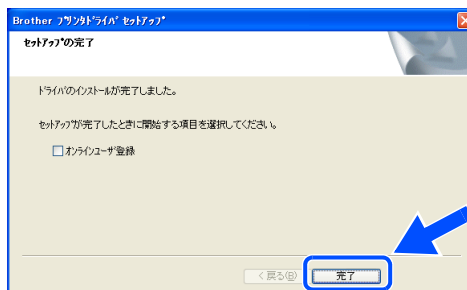 Brother ﾌﾟﾘﾝﾀﾄﾞﾗｲﾊﾞ ｾｯﾄｱｯﾌﾟ
ｾｯﾄｱｯﾌﾟの完了
ﾄﾞﾗｲﾊﾞのｲﾝｽﾄｰﾙが完了しました。
ｾｯﾄｱｯﾌﾟが完了したときに開始する項目を選択してください。
ｵﾝﾗｲﾝﾕｰｻﾞ登録
< 戻る(B)
完了